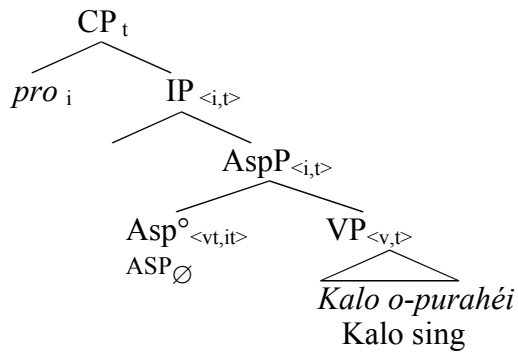 CP t
pro i IP <i,t>
AspP<i,t>
Asp°<vt,it> VP<v,t>
ASP∅
Kalo o-purahéi
Kalo sing